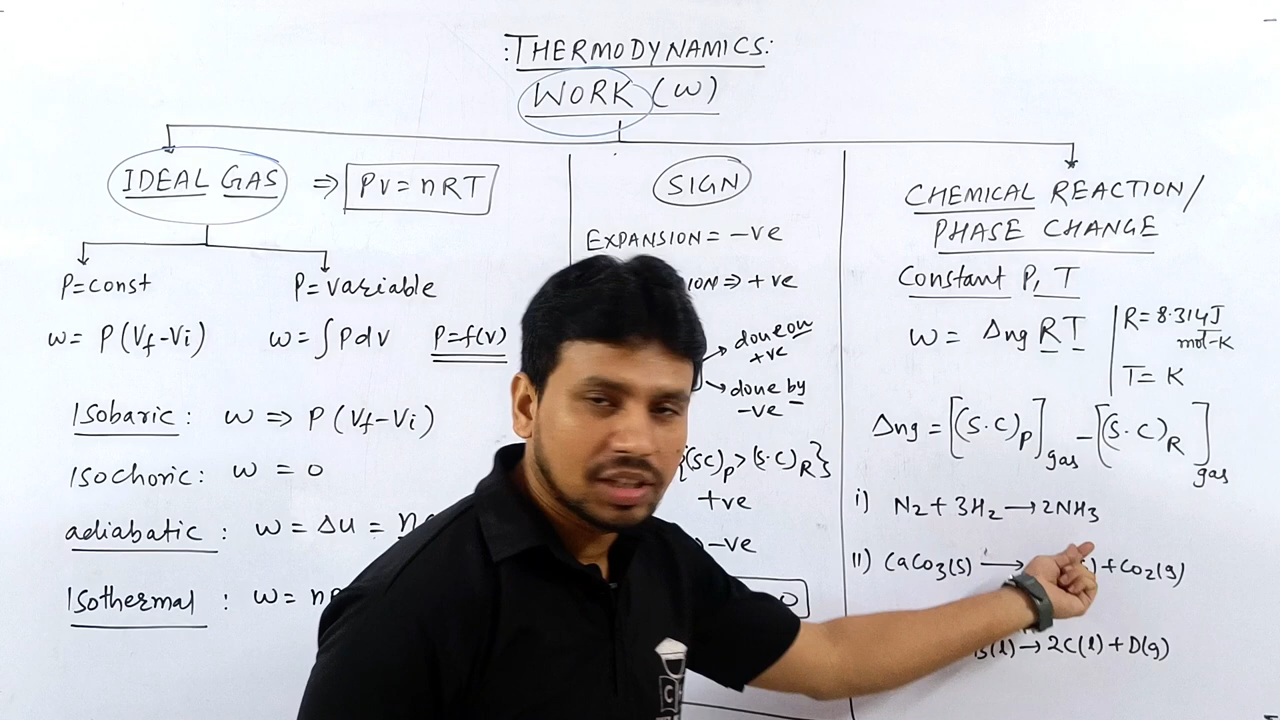 :THERMODYNAMICS:
WORK (W)
IDEAL GAS ⇒ PV = nRT
P=const
P=variable
W = P(Vf-Vi)
W = ∫PdV P=f(V)
Isobaric : W ⇒ P(Vf-Vi)
Isochoric: W = 0
adiabatic : W = ΔU =
Isothermal : W =
SIGN
EXPANSION = -ve
⇒ +ve
done on
+ve
done by
-ve
{(SC)P > (S.C)R}
+ve
-ve
CHEMICAL REACTION/
PHASE CHANGE
Constant P, T
W = Δng RT
R = 8.314 J
mol-K
T = K
Δng = [(S.C)P]gas - [(S.C)R]gas
i) N2 + 3H2 → 2NH3
ii) CaCO3(s) → +CO2(g)
→ 2C(l) + D(g)